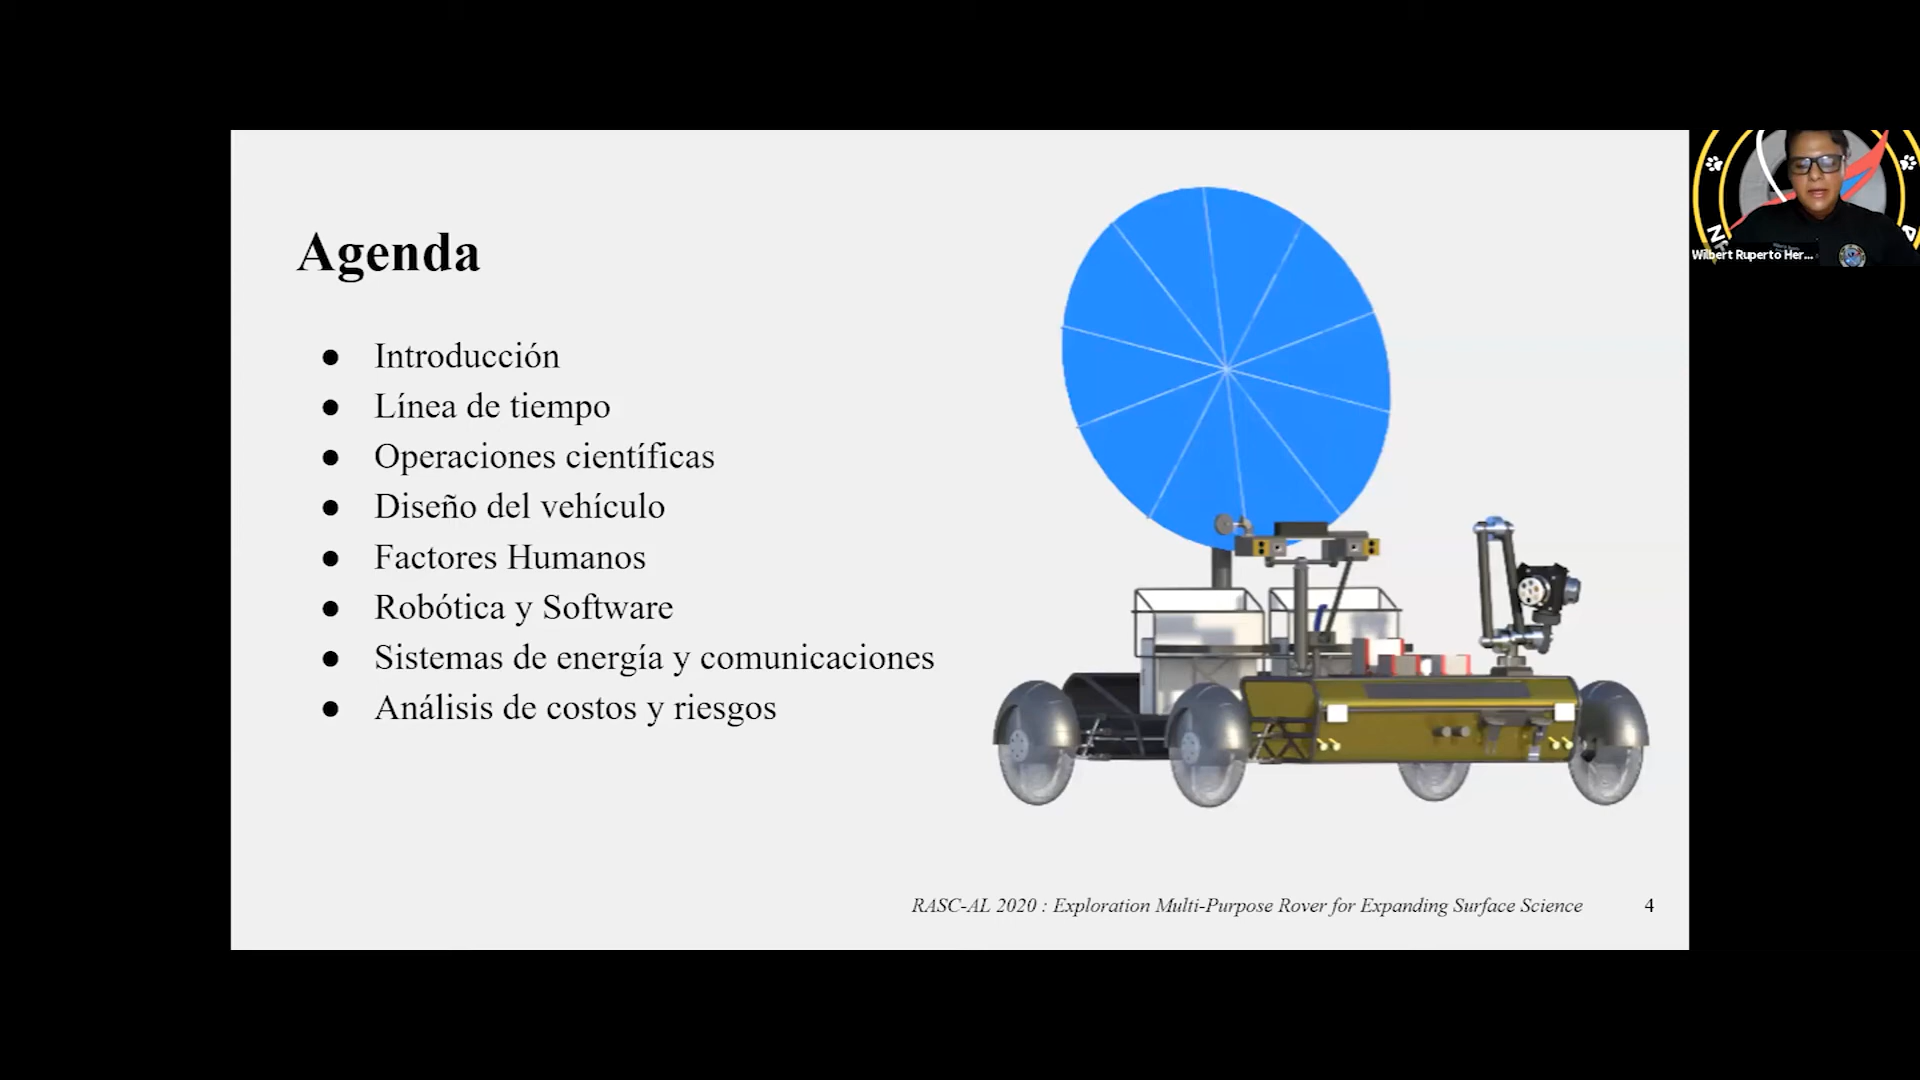 Agenda
● Introducción
● Línea de tiempo
● Operaciones científicas
● Diseño del vehículo
● Factores Humanos
● Robótica y Software
● Sistemas de energía y comunicaciones
● Análisis de costos y riesgos
RASC-AL 2020 : Exploration Multi-Purpose Rover for Expanding Surface Science
4
Wilbert Ruperto Her...